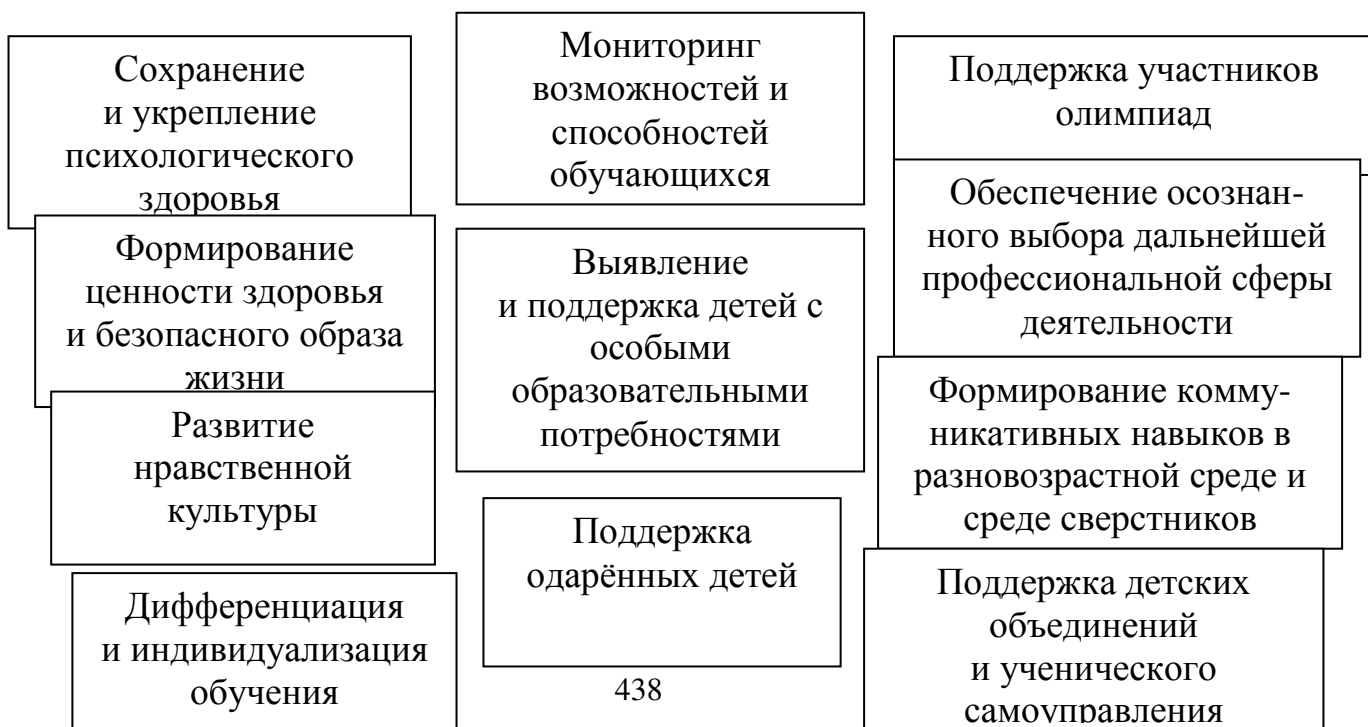 Сохранение
и укрепление
психологического
здоровья
Формирование
ценности здоровья
и безопасного образа
жизни
Развитие
нравственной
культуры
Дифференциация
и индивидуализация
обучения
Мониторинг
возможностей и
способностей
обучающихся
Выявление
и поддержка детей с
особыми
образовательными
потребностями
Поддержка
одарённых детей
Поддержка участников
олимпиад
Обеспечение осознан-
ного выбора дальнейшей
профессиональной сферы
деятельности
Формирование комму-
никативных навыков в
разновозрастной среде и
среде сверстников
Поддержка детских
объединений
и ученического
самоуправления
438